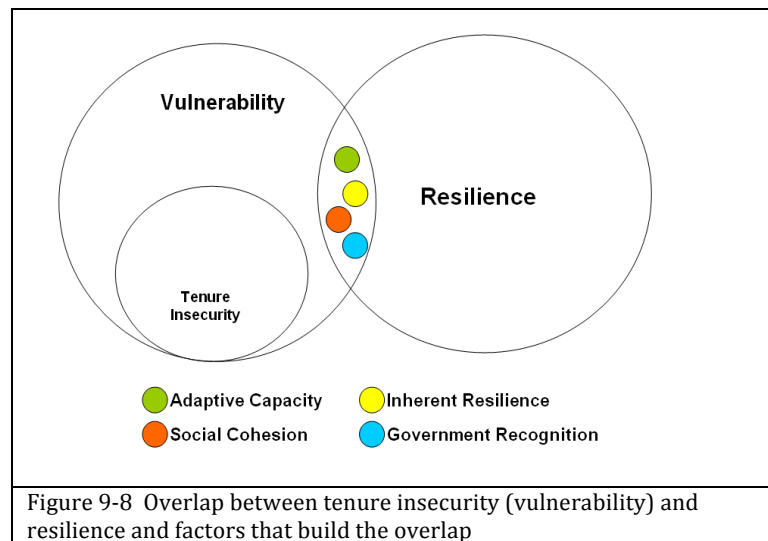 Vulnerability
Resilience
Tenure
Insecurity
Adaptive Capacity
Inherent Resilience
Social Cohesion
Government Recognition
Figure 9-8 Overlap between tenure insecurity (vulnerability) and
resilience and factors that build the overlap